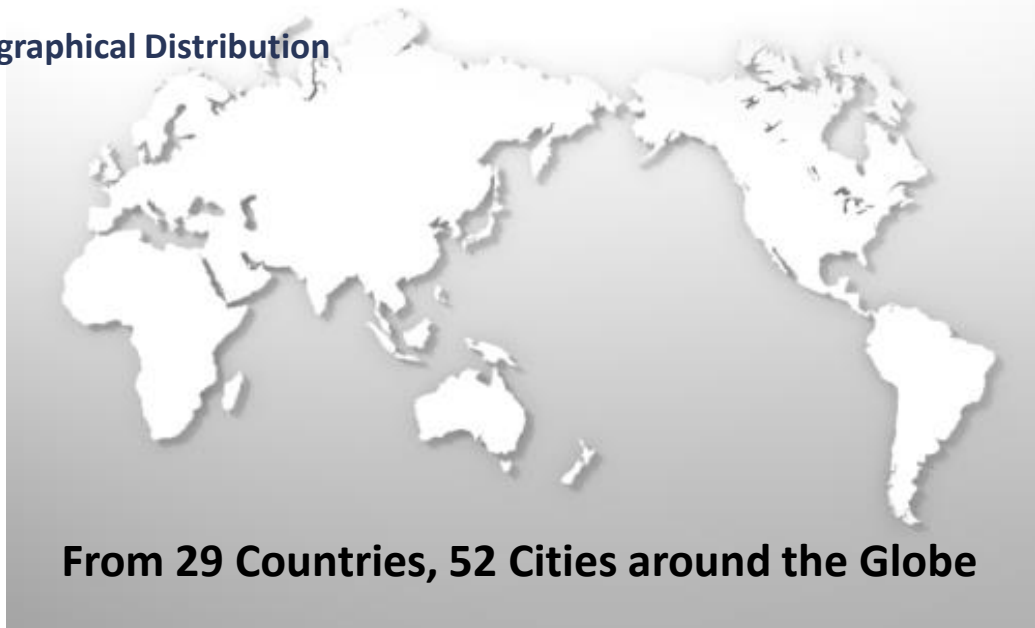 graphical Distribution
From 29 Countries, 52 Cities around the Globe